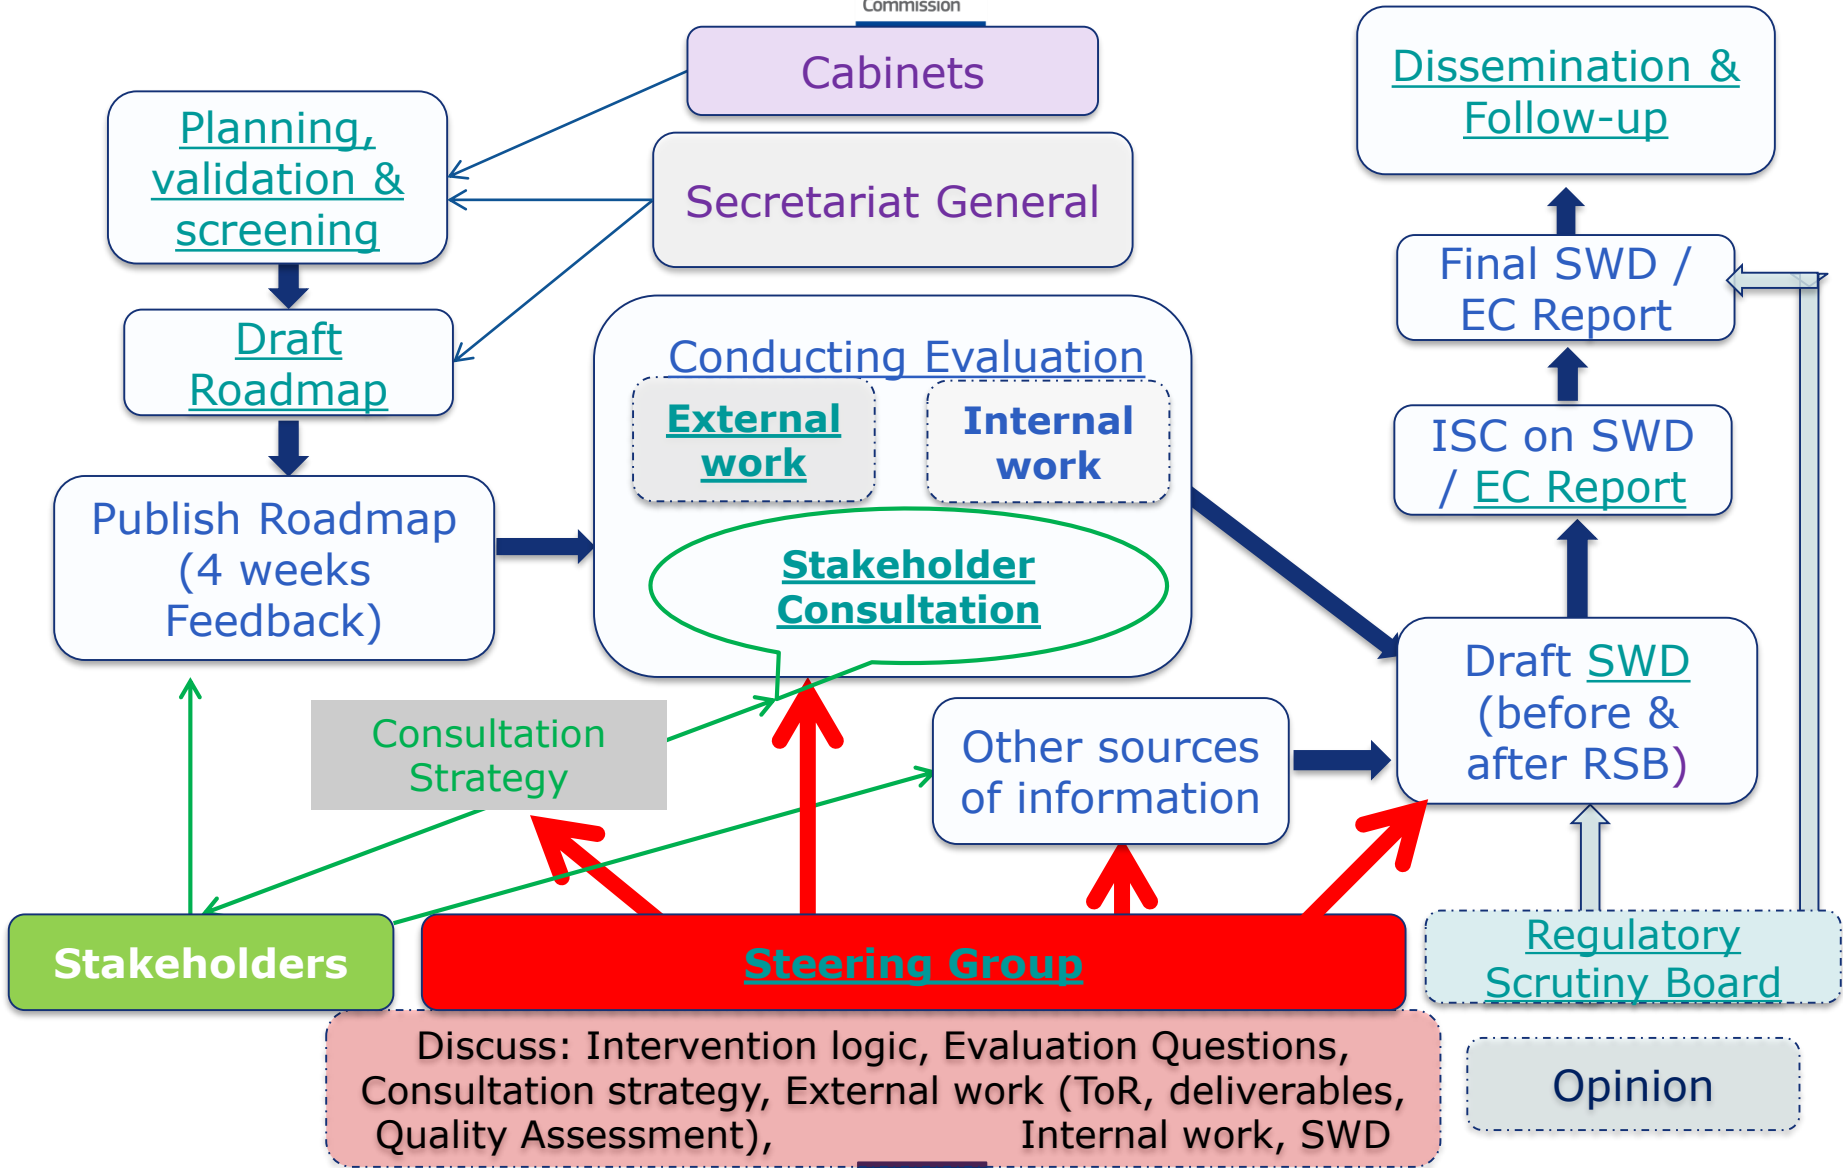 Commission
Cabinets
Dissemination &
Follow-up
Planning,
validation &
screening
Secretariat General
Final SWD /
EC Report
Draft
Roadmap
Conducting Evaluation
External
work
Internal
work
ISC on SWD
/ EC Report
Publish Roadmap
(4 weeks
Feedback)
Stakeholder
Consultation
Draft SWD
(before &
after RSB)
Consultation
Strategy
Other sources
of information
Stakeholders
Steering Group
Regulatory
Scrutiny Board
Discuss: Intervention logic, Evaluation Questions,
Consultation strategy, External work (ToR, deliverables,
Quality Assessment), Internal work, SWD
Opinion